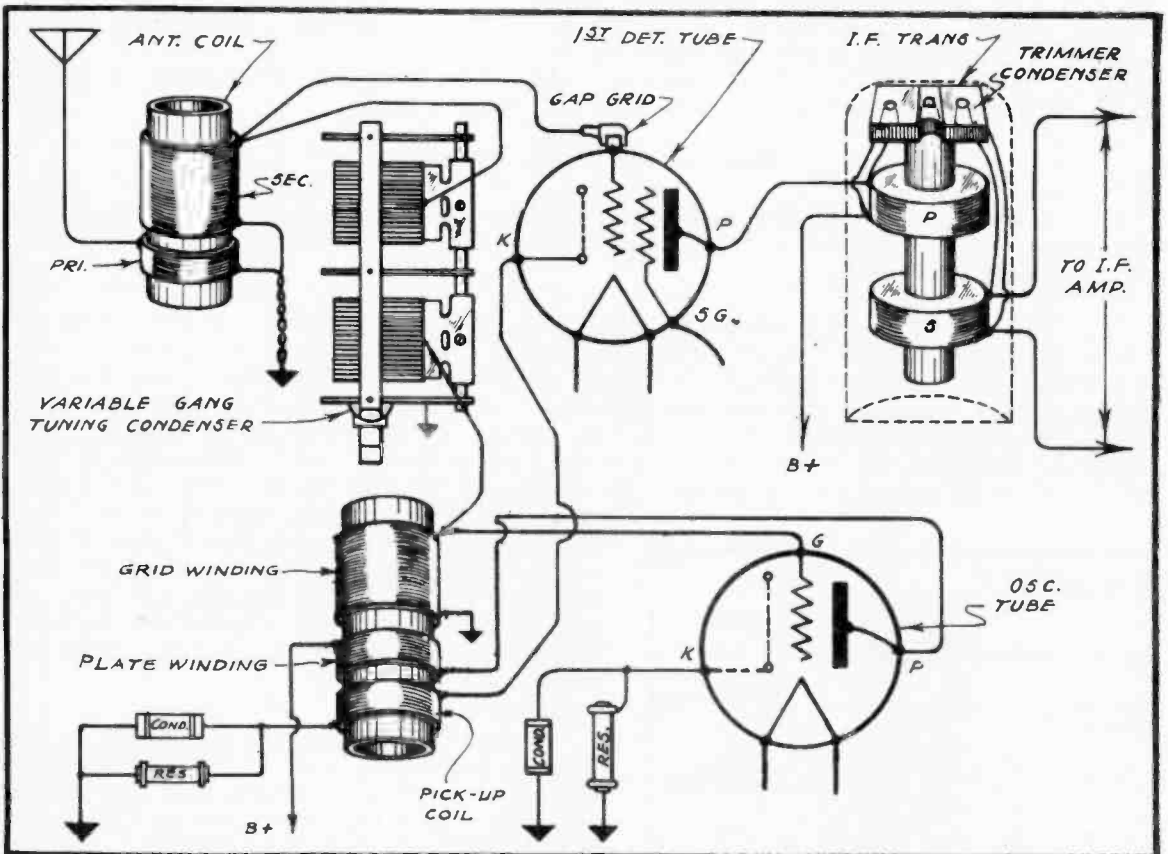 ANT. COIL
1ST DET. TUBE
I.F. TRANS
TRIMMER
CONDENSER
GAP GRID
SEC.
PRI.
K
P
SG.
P
S
TO I.F.
AMP.
B+
VARIABLE GANG
TUNING CONDENSER
GRID WINDING
PLATE WINDING
G
OSC.
TUBE
K
P
COND.
RES
COND.
RES.
PICK-UP
COIL
B+